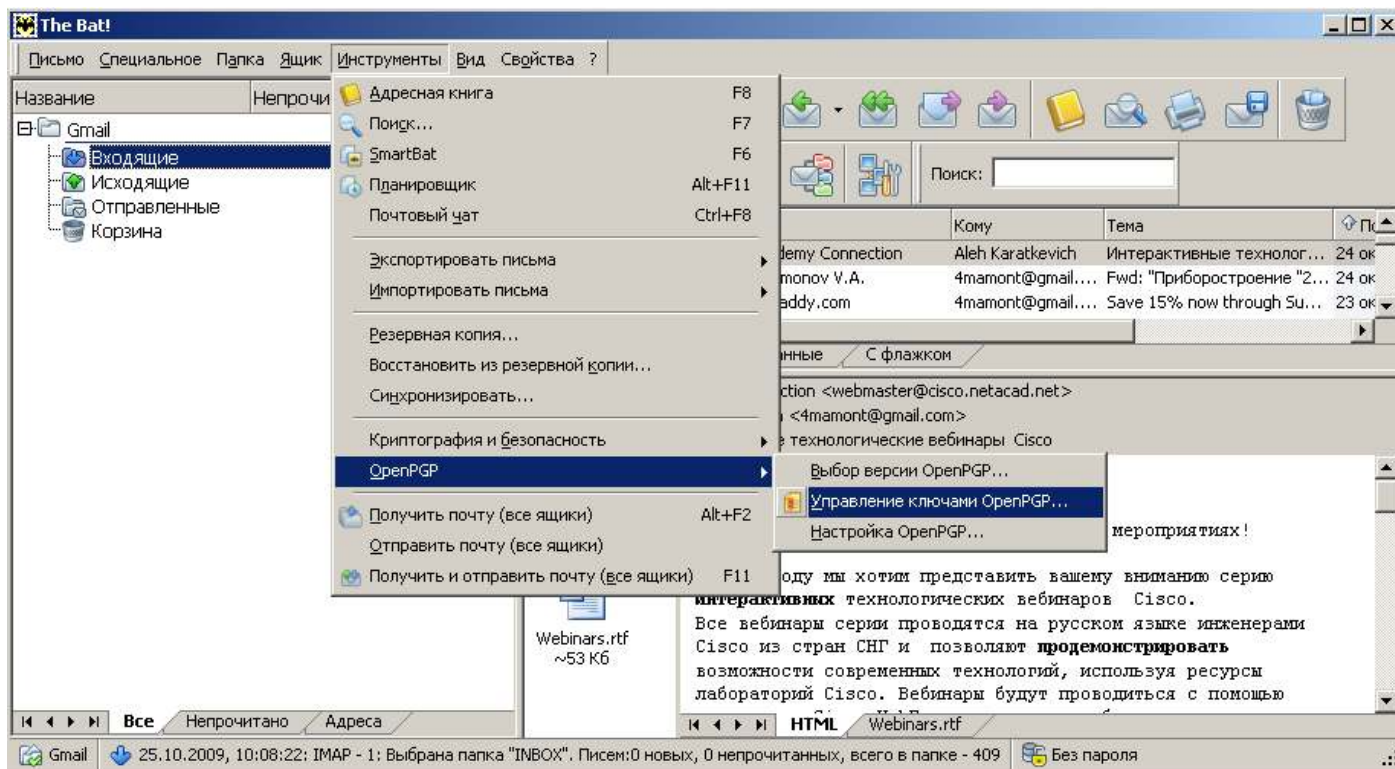 The Bat!
Письмо Специальное Папка Ящик Инструменты Вид Свойства ?
Название Непрочи
Gmail
Входящие
Исходящие
Отправленные
Корзина
Адресная книга F8
Поиск... F7
SmartBat F6
Планировщик Alt+F11
Почтовый чат Ctrl+F8
Экспортировать письма
Импортировать письма
Резервная копия...
Восстановить из резервной копии...
Синхронизировать...
Криптография и безопасность
OpenPGP
Получить почту (все ящики) Alt+F2
Отправить почту (все ящики)
Получить и отправить почту (все ящики) F11
Выбор версии OpenPGP...
Управление ключами OpenPGP...
Настройка OpenPGP...
Поиск:
Кому Тема
demy Connection Aleh Karatkevich Интерактивные технолог... 24 ок
monov V.A. 4mamont@gmail.... Fwd: "Приборостроение "2... 24 ок
addy.com 4mamont@gmail.... Save 15% now through Su... 23 ок
нные С флажком
ction <webmaster@cisco.netacad.net>
<4mamont@gmail.com>
технологические вебинары Cisco
мероприятиях!
оду мы хотим представить вашему вниманию серию
интерактивных технологических вебинаров Cisco.
Все вебинары серии проводятся на русском языке инженерами
Cisco из стран СНГ и позволяют продемонстрировать
возможности современных технологий, используя ресурсы
лабораторий Cisco. Вебинары будут проводиться с помощью
Webinars.rtf
~53 Кб
Все Непрочитано Адреса
HTML Webinars.rtf
Gmail 25.10.2009, 10:08:22: IMAP - 1: Выбрана папка "INBOX". Писем:0 новых, 0 непрочитанных, всего в папке - 409 Без пароля